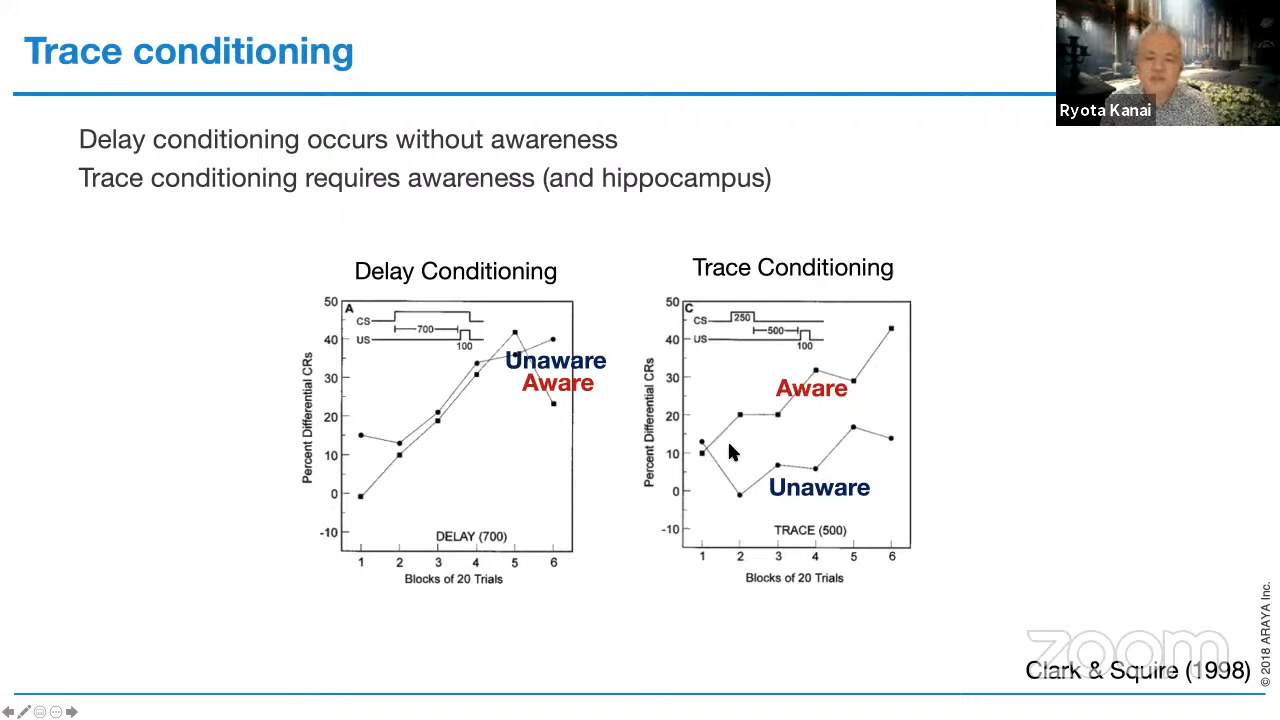 Trace conditioning
Ryota Kanai
Delay conditioning occurs without awareness
Trace conditioning requires awareness (and hippocampus)
Delay Conditioning
50
40
30
20
10
0
-10
Percent Differential CRs
A
CS
700
US
100
Unaware
Aware
DELAY (700)
1 2 3 4 5 6
Blocks of 20 Trials
Trace Conditioning
50
40
30
20
10
0
-10
Percent Differential CRs
C
250
CS
500
US
100
Aware
Unaware
TRACE (500)
1 2 3 4 5 6
Blocks of 20 Trials
zoom
Clark & Squire (1998)
© 2018 ARAYA Inc.